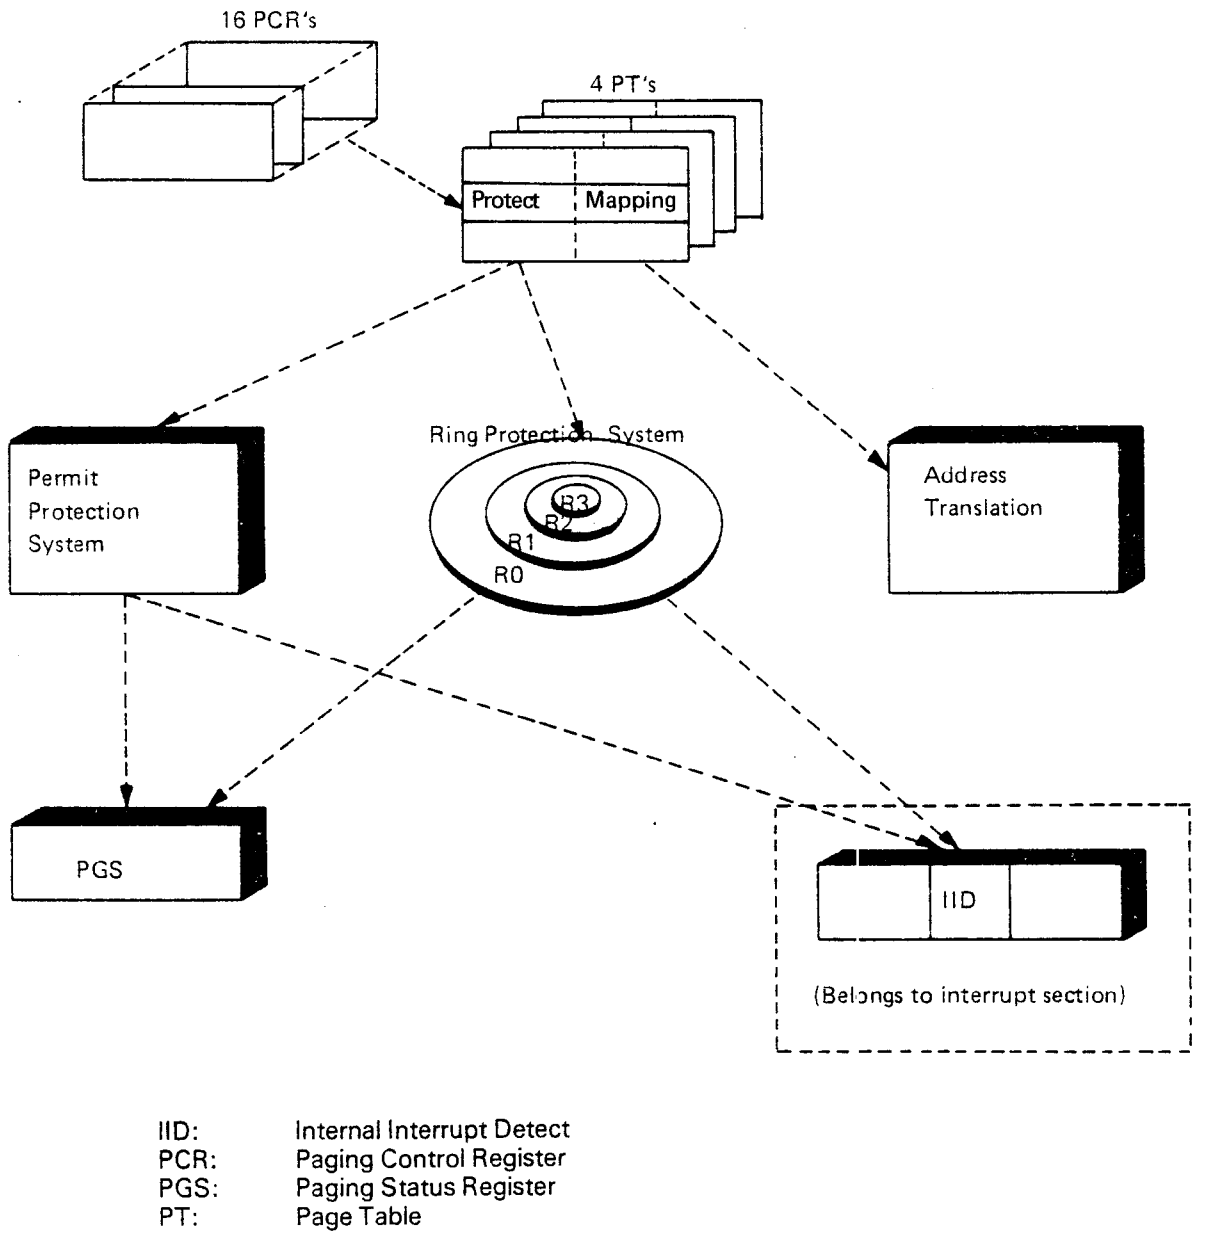 16 PCR's
4 PT's
Protect Mapping
Ring Protection System
Permit
Protection
System
R3
R2
R1
R0
Address
Translation
PGS
IID
(Belongs to interrupt section)
IID: Internal Interrupt Detect
PCR: Paging Control Register
PGS: Paging Status Register
PT: Page Table